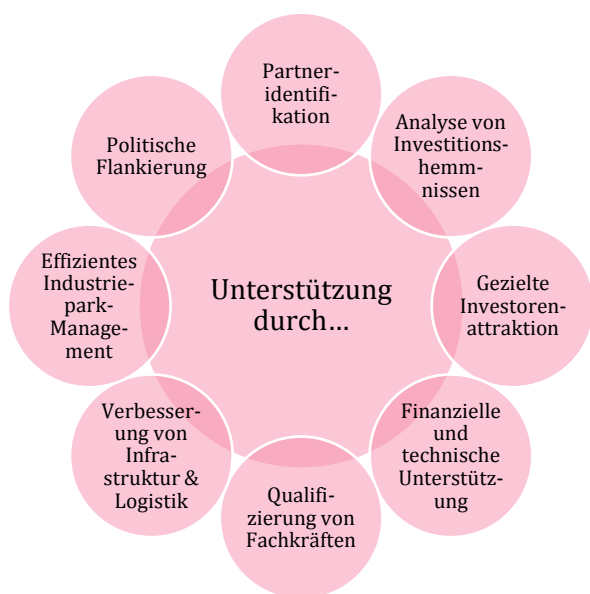 Partner-
identifi-
kation
Analyse von
Investitions-
hemm-
nissen
Gezielte
Investoren-
attraktion
Finanzielle
und
technische
Unterstütz-
ung
Qualifi-
zierung von
Fachkräften
Verbesser-
ung von
Infra-
struktur &
Logistik
Effizientes
Industrie-
park-
Manage-
ment
Politische
Flankierung
Unterstützung
durch…